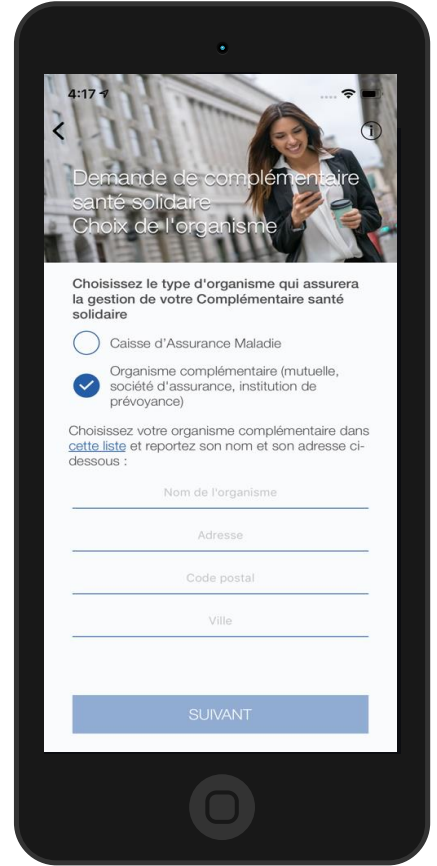 4:17
Demande de complémentaire
santé solidaire
Choix de l'organisme
Choisissez le type d'organisme qui assurera
la gestion de votre Complémentaire santé
solidaire
Caisse d'Assurance Maladie
Organisme complémentaire (mutuelle,
société d'assurance, institution de
prévoyance)
Choisissez votre organisme complémentaire dans
cette liste et reportez son nom et son adresse ci-
dessous :
Nom de l'organisme
Adresse
Code postal
Ville
SUIVANT